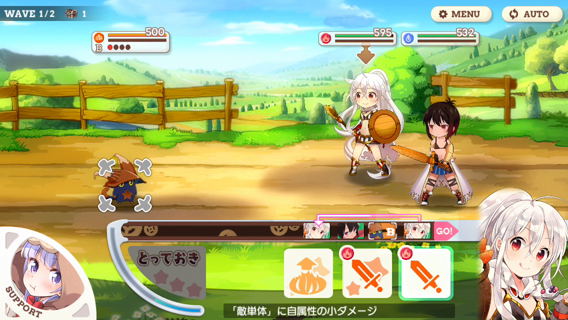 WAVE 1/2 1
500
B
595
532
MENU
AUTO
B
GO!
とっておき
SUPPORT
「敵単体」に自属性の小ダメージ